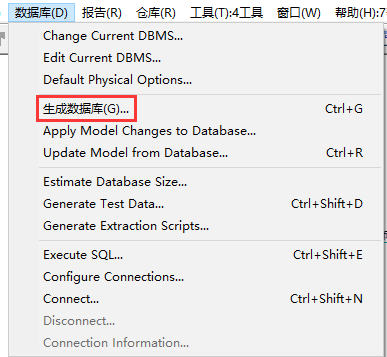 数据库(D) 报告(R) 仓库(R) 工具(T):4工具 窗口(W) 帮助(H):7
Change Current DBMS...
Edit Current DBMS...
Default Physical Options...
生成数据库(G)... Ctrl+G
Apply Model Changes to Database...
Update Model from Database... Ctrl+R
Estimate Database Size...
Generate Test Data... Ctrl+Shift+D
Generate Extraction Scripts...
Execute SQL... Ctrl+Shift+E
Configure Connections...
Connect... Ctrl+Shift+N
Disconnect...
Connection Information...